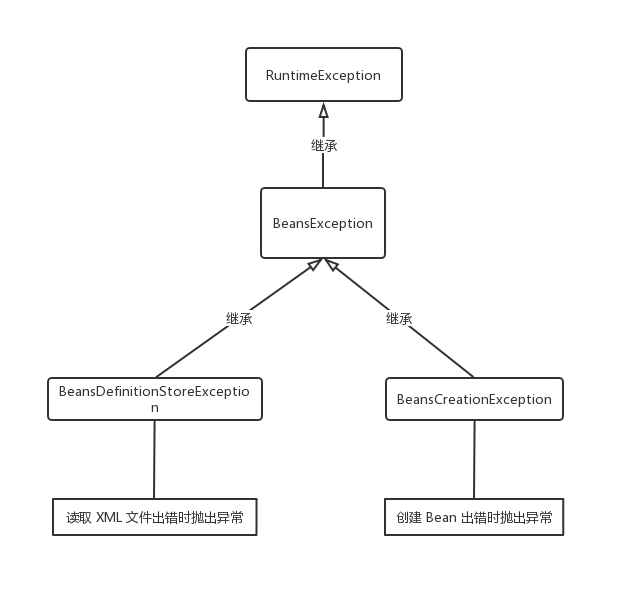 RuntimeException
继承
BeansException
继承
继承
BeansDefinitionStoreExceptio
n
BeansCreationException
读取 XML 文件出错时抛出异常
创建 Bean 出错时抛出异常